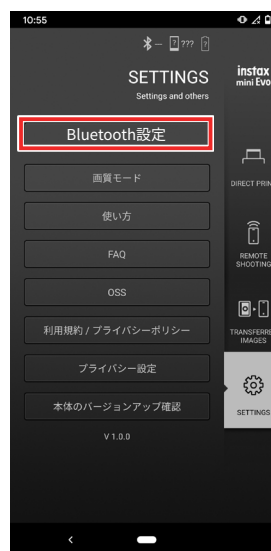 10:55
? ??? ?
SETTINGS
Settings and others
instax
mini Evo
Bluetooth設定
画質モード
DIRECT PRIN
使い方
FAQ
REMOTE
SHOOTING
OSS
利用規約 / プライバシーポリシー
TRANSFERRE
IMAGES
プライバシー設定
本体のバージョンアップ確認
SETTINGS
V 1.0.0